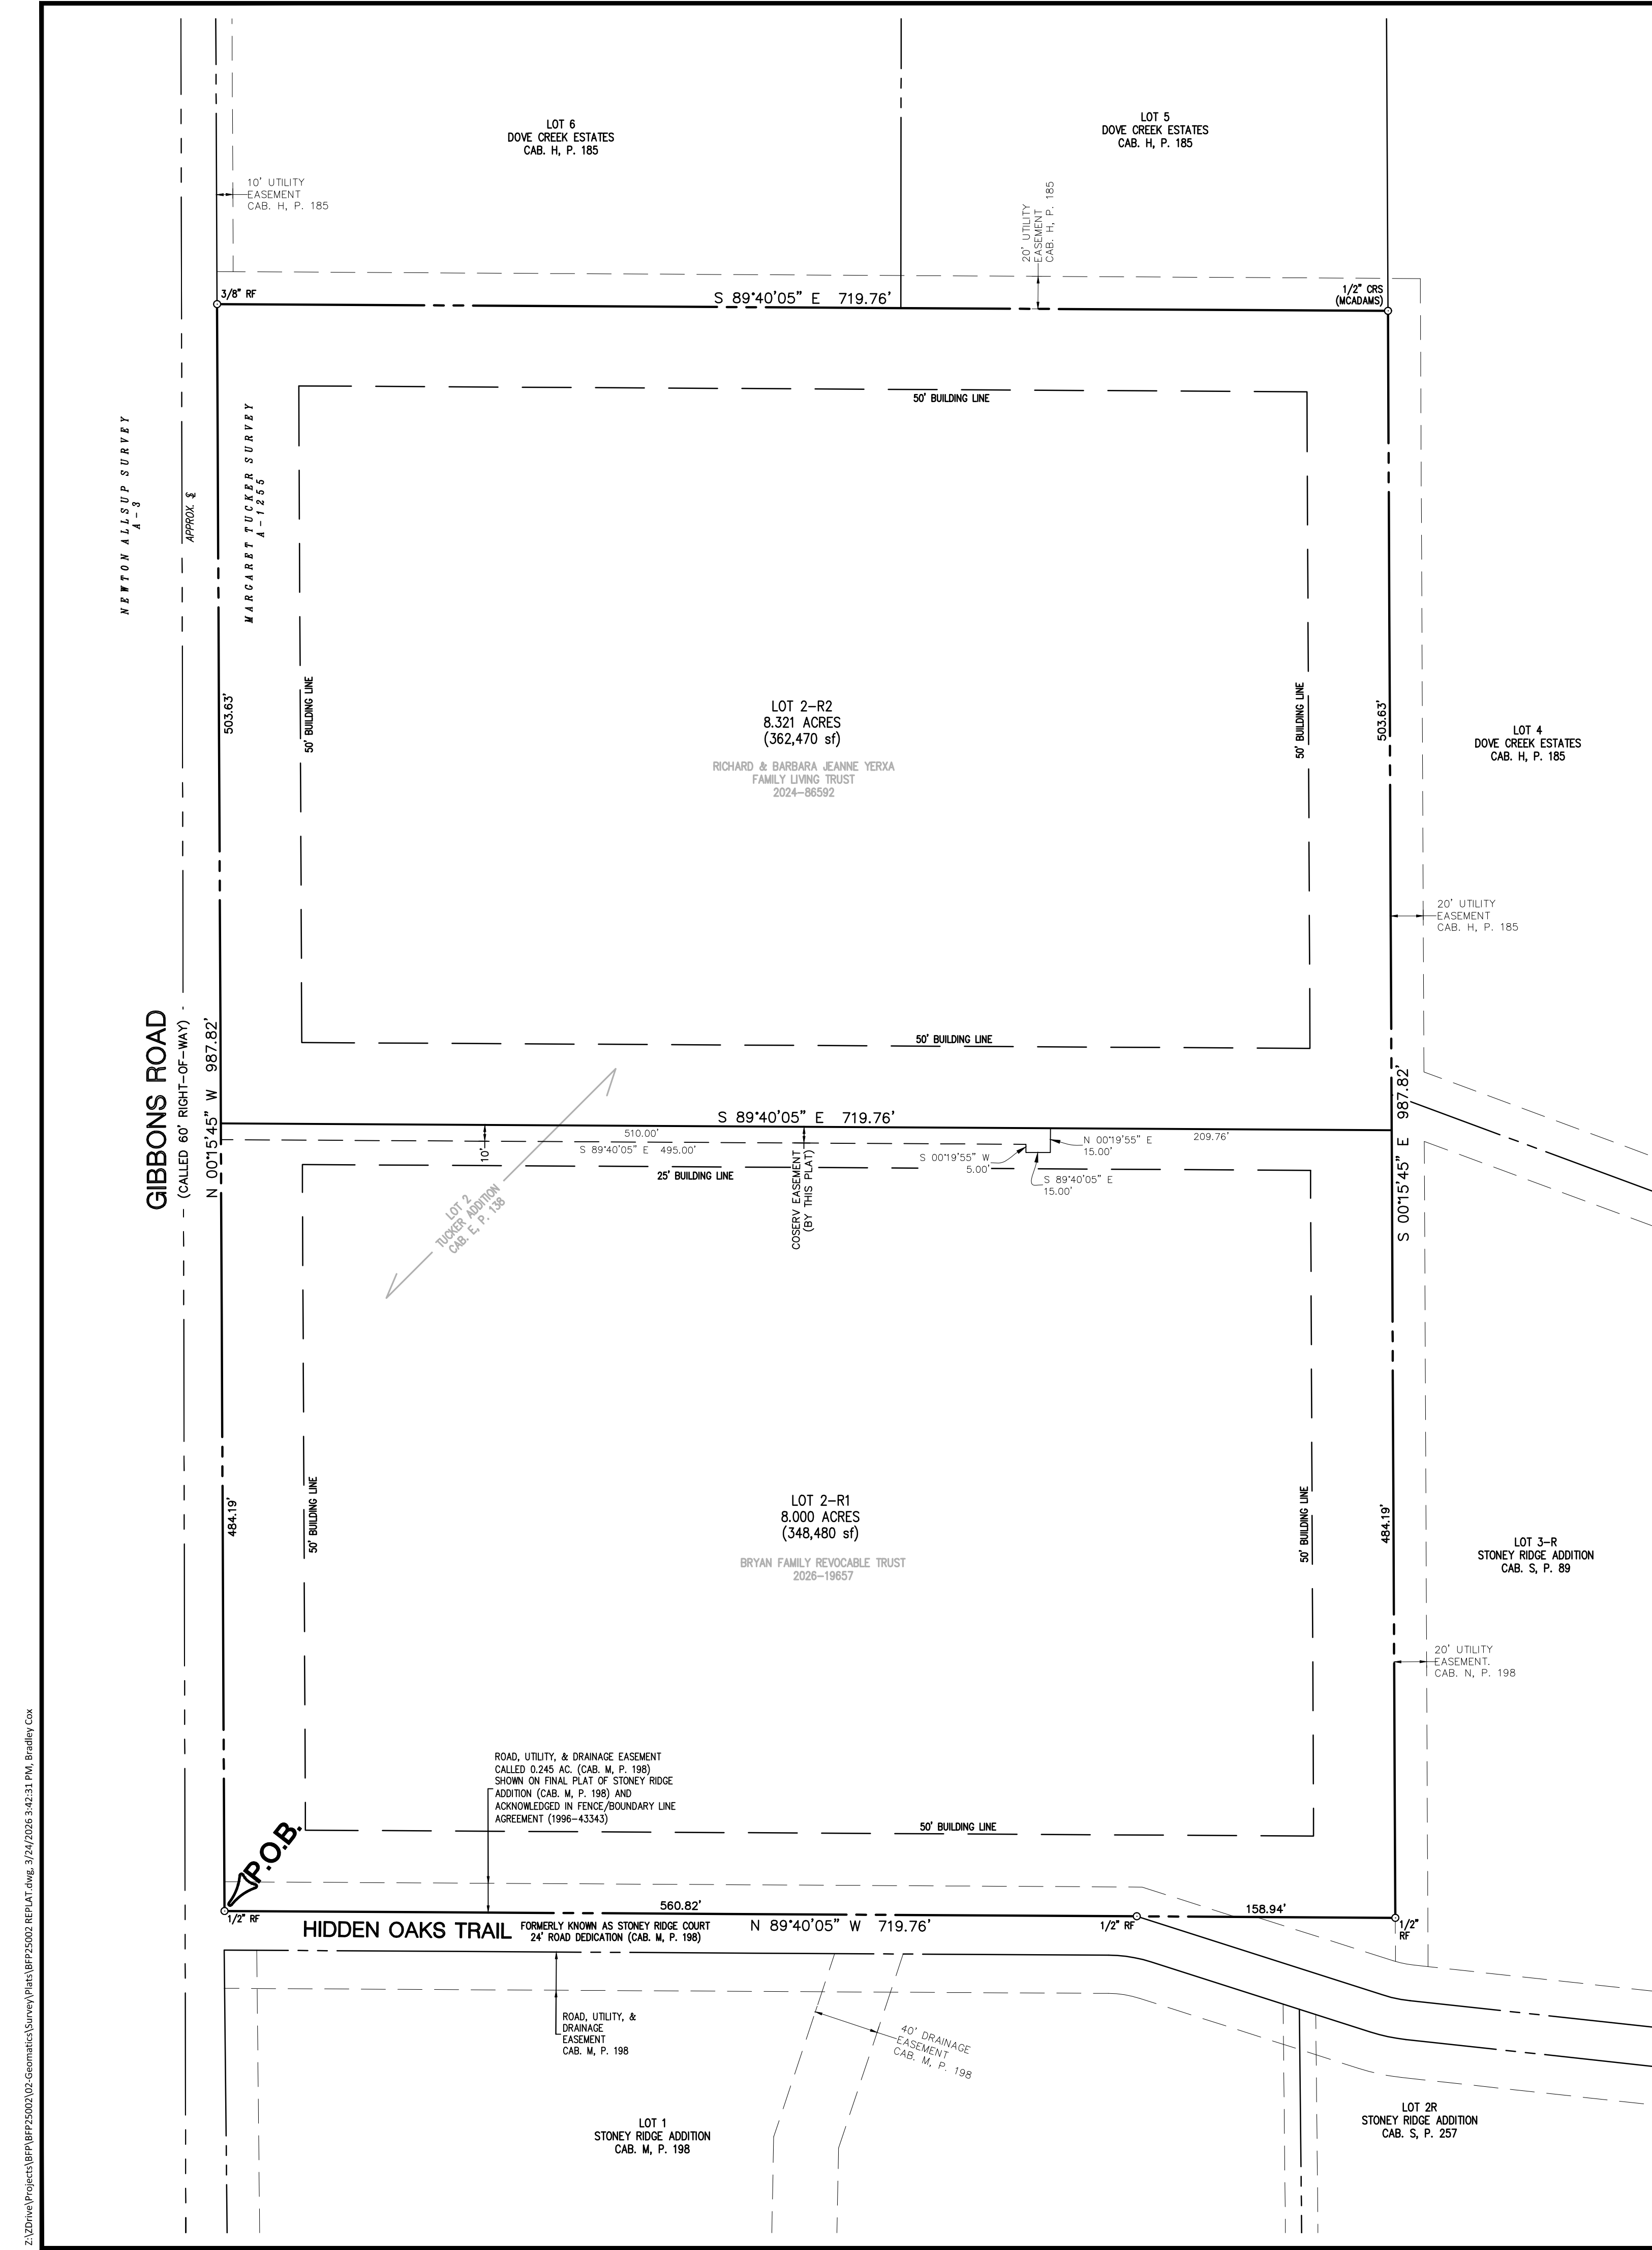 LOT 6
DOVE CREEK ESTATES
CAB. H, P. 185
LOT 5
DOVE CREEK ESTATES
CAB. H, P. 185
10' UTILITY
EASEMENT
CAB. H, P. 185
20' UTILITY
EASEMENT
CAB. H, P. 185
3/8" RF
S 89°40'05" E 719.76'
1/2" CRS
(MCADAMS)
50' BUILDING LINE
NEWTON ALLSUP SURVEY
A-3
APPROX. ℄
MARGARET TUCKER SURVEY
A-1255
503.63'
50' BUILDING LINE
LOT 2-R2
8.321 ACRES
(362,470 sf)
RICHARD & BARBARA JEANNE YERXA
FAMILY LIVING TRUST
2024-86592
50' BUILDING LINE
503.63'
LOT 4
DOVE CREEK ESTATES
CAB. H, P. 185
20' UTILITY
EASEMENT
CAB. H, P. 185
GIBBONS ROAD
(CALLED 60' RIGHT-OF-WAY)
N 00°15'45" W 987.82'
50' BUILDING LINE
S 00°15'45" E 987.82'
S 89°40'05" E 719.76'
510.00'
10'
S 89°40'05" E 495.00'
COSERV EASEMENT
(BY THIS PLAT)
S 00°19'55" W
5.00'
N 00°19'55" E
15.00'
209.76'
S 89°40'05" E
15.00'
25' BUILDING LINE
LOT 2
TUCKER ADDITION
CAB. E, P. 138
484.19'
50' BUILDING LINE
LOT 2-R1
8.000 ACRES
(348,480 sf)
BRYAN FAMILY REVOCABLE TRUST
2026-19657
50' BUILDING LINE
484.19'
LOT 3-R
STONEY RIDGE ADDITION
CAB. S, P. 89
20' UTILITY
EASEMENT.
CAB. N, P. 198
ROAD, UTILITY, & DRAINAGE EASEMENT
CALLED 0.245 AC. (CAB. M, P. 198)
SHOWN ON FINAL PLAT OF STONEY RIDGE
ADDITION (CAB. M, P. 198) AND
ACKNOWLEDGED IN FENCE/BOUNDARY LINE
AGREEMENT (1996-43343)
50' BUILDING LINE
P.O.B.
1/2" RF
560.82'
158.94'
HIDDEN OAKS TRAIL
FORMERLY KNOWN AS STONEY RIDGE COURT
24' ROAD DEDICATION (CAB. M, P. 198)
N 89°40'05" W 719.76'
1/2" RF
1/2"
RF
ROAD, UTILITY, &
DRAINAGE
EASEMENT
CAB. M, P. 198
40' DRAINAGE
EASEMENT
CAB. M, P. 198
LOT 1
STONEY RIDGE ADDITION
CAB. M, P. 198
LOT 2R
STONEY RIDGE ADDITION
CAB. S, P. 257
Z:\ZDrive\Projects\BFP\BFP25002\02-Geomatics\Survey\Plats\BFP25002 REPLAT.dwg, 3/24/2026 3:42:31 PM, Bradley Cox